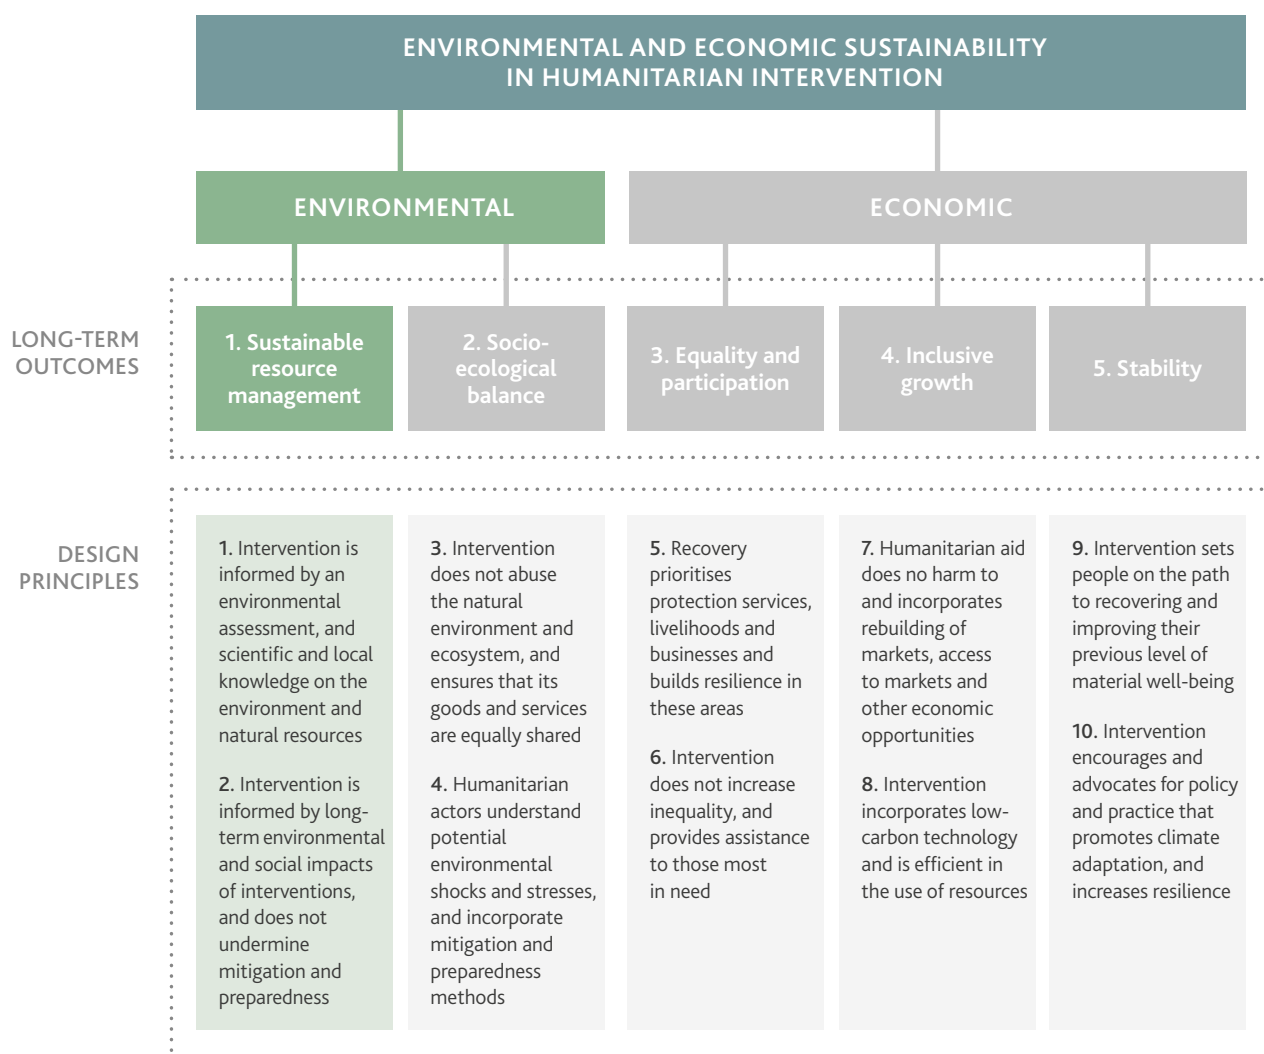 ENVIRONMENTAL AND ECONOMIC SUSTAINABILITY
IN HUMANITARIAN INTERVENTION
ENVIRONMENTAL
ECONOMIC
LONG-TERM
OUTCOMES
1. Sustainable
resource
management
2. Socio-
ecological
balance
3. Equality and
participation
4. Inclusive
growth
5. Stability
DESIGN
PRINCIPLES
1. Intervention is
informed by an
environmental
assessment, and
scientific and local
knowledge on the
environment and
natural resources
2. Intervention is
informed by long-
term environmental
and social impacts
of interventions,
and does not
undermine
mitigation and
preparedness
3. Intervention
does not abuse
the natural
environment and
ecosystem, and
ensures that its
goods and services
are equally shared
4. Humanitarian
actors understand
potential
environmental
shocks and stresses,
and incorporate
mitigation and
preparedness
methods
5. Recovery
prioritises
protection services,
livelihoods and
businesses and
builds resilience in
these areas
6. Intervention
does not increase
inequality, and
provides assistance
to those most
in need
7. Humanitarian aid
does no harm to
and incorporates
rebuilding of
markets, access
to markets and
other economic
opportunities
8. Intervention
incorporates low-
carbon technology
and is efficient in
the use of resources
9. Intervention sets
people on the path
to recovering and
improving their
previous level of
material well-being
10. Intervention
encourages and
advocates for policy
and practice that
promotes climate
adaptation, and
increases resilience